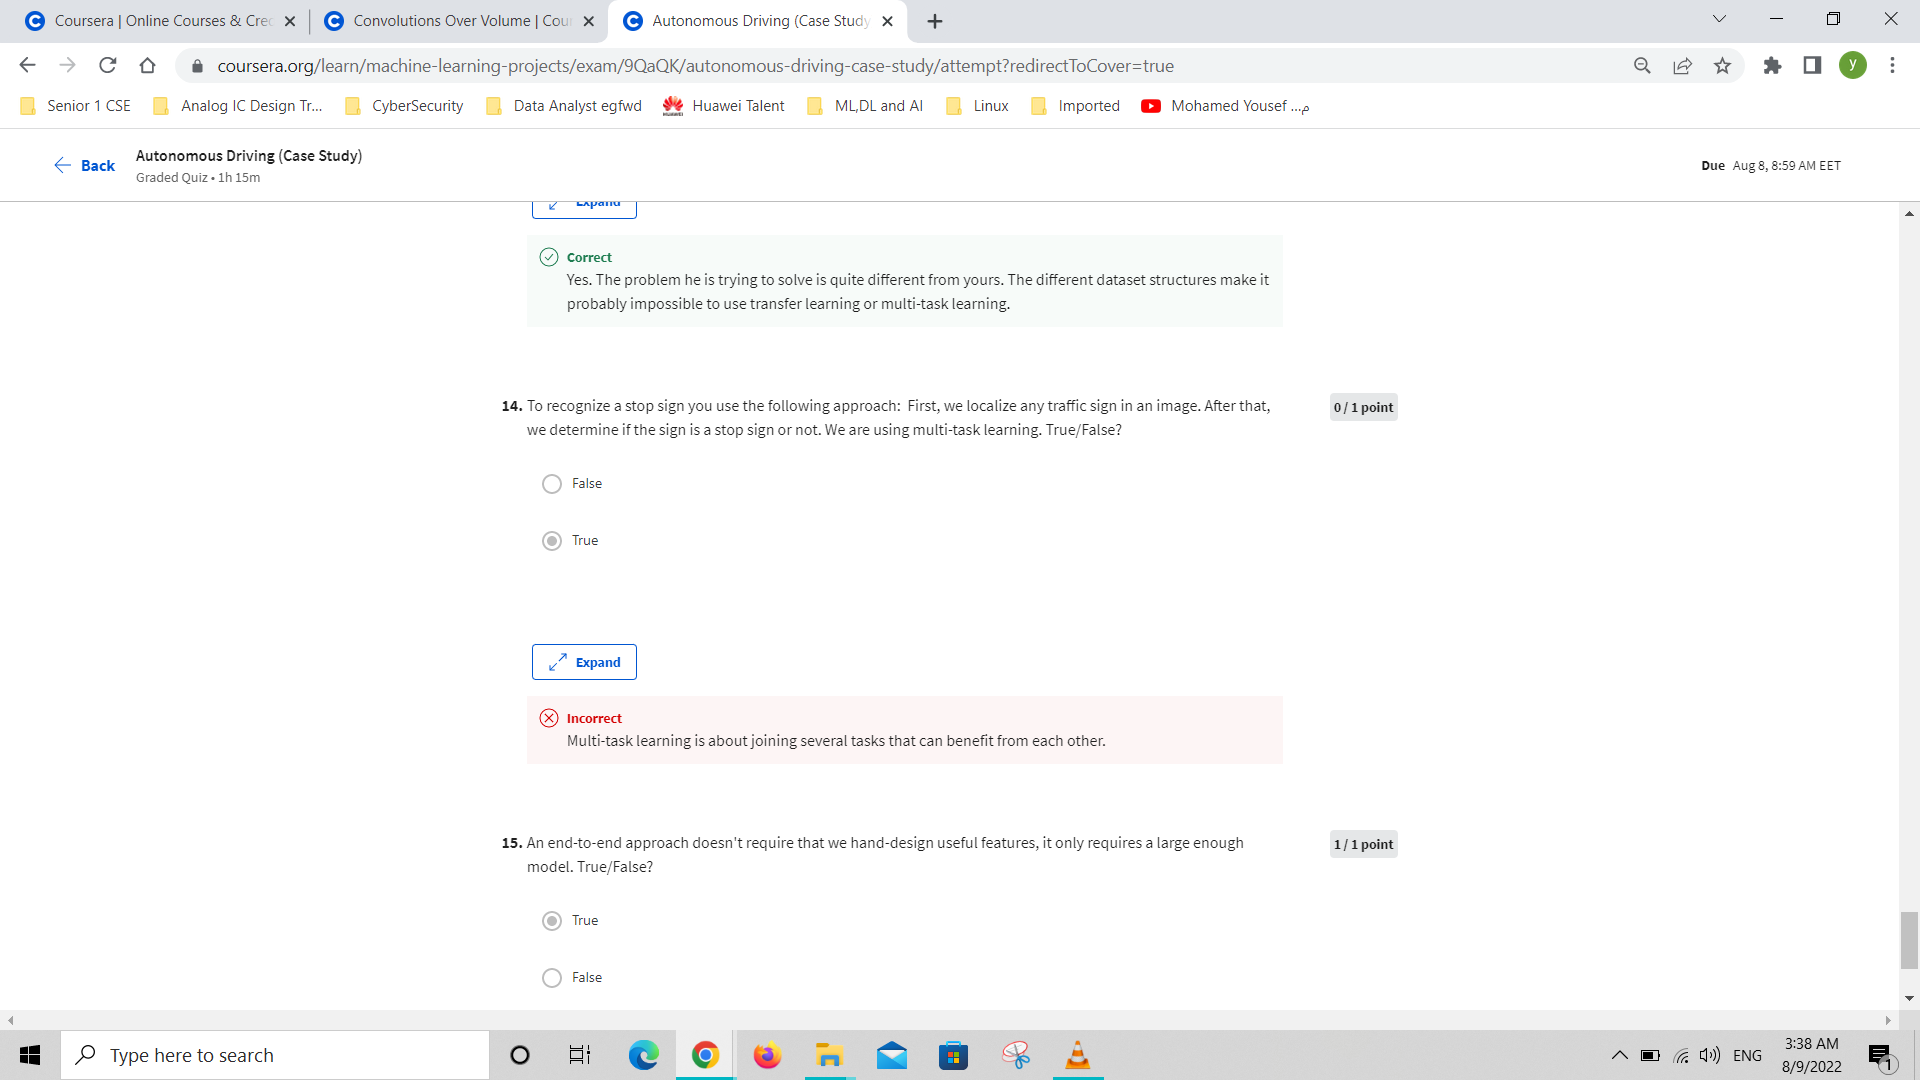 Coursera | Online Courses & Cre
Convolutions Over Volume | Cou
Autonomous Driving (Case Study
coursera.org/learn/machine-learning-projects/exam/9QaQK/autonomous-driving-case-study/attempt?redirectToCover=true
y
Senior 1 CSE
Analog IC Design Tr...
CyberSecurity
Data Analyst egfwd
Huawei Talent
ML,DL and AI
Linux
Imported
Mohamed Yousef ...م
Back
Autonomous Driving (Case Study)
Graded Quiz • 1h 15m
Due Aug 8, 8:59 AM EET
Expand
Correct
Yes. The problem he is trying to solve is quite different from yours. The different dataset structures make it
probably impossible to use transfer learning or multi-task learning.
14. To recognize a stop sign you use the following approach: First, we localize any traffic sign in an image. After that,
we determine if the sign is a stop sign or not. We are using multi-task learning. True/False?
0 / 1 point
False
True
Expand
Incorrect
Multi-task learning is about joining several tasks that can benefit from each other.
15. An end-to-end approach doesn't require that we hand-design useful features, it only requires a large enough
model. True/False?
1 / 1 point
True
False
Type here to search
ENG
3:38 AM
8/9/2022
1